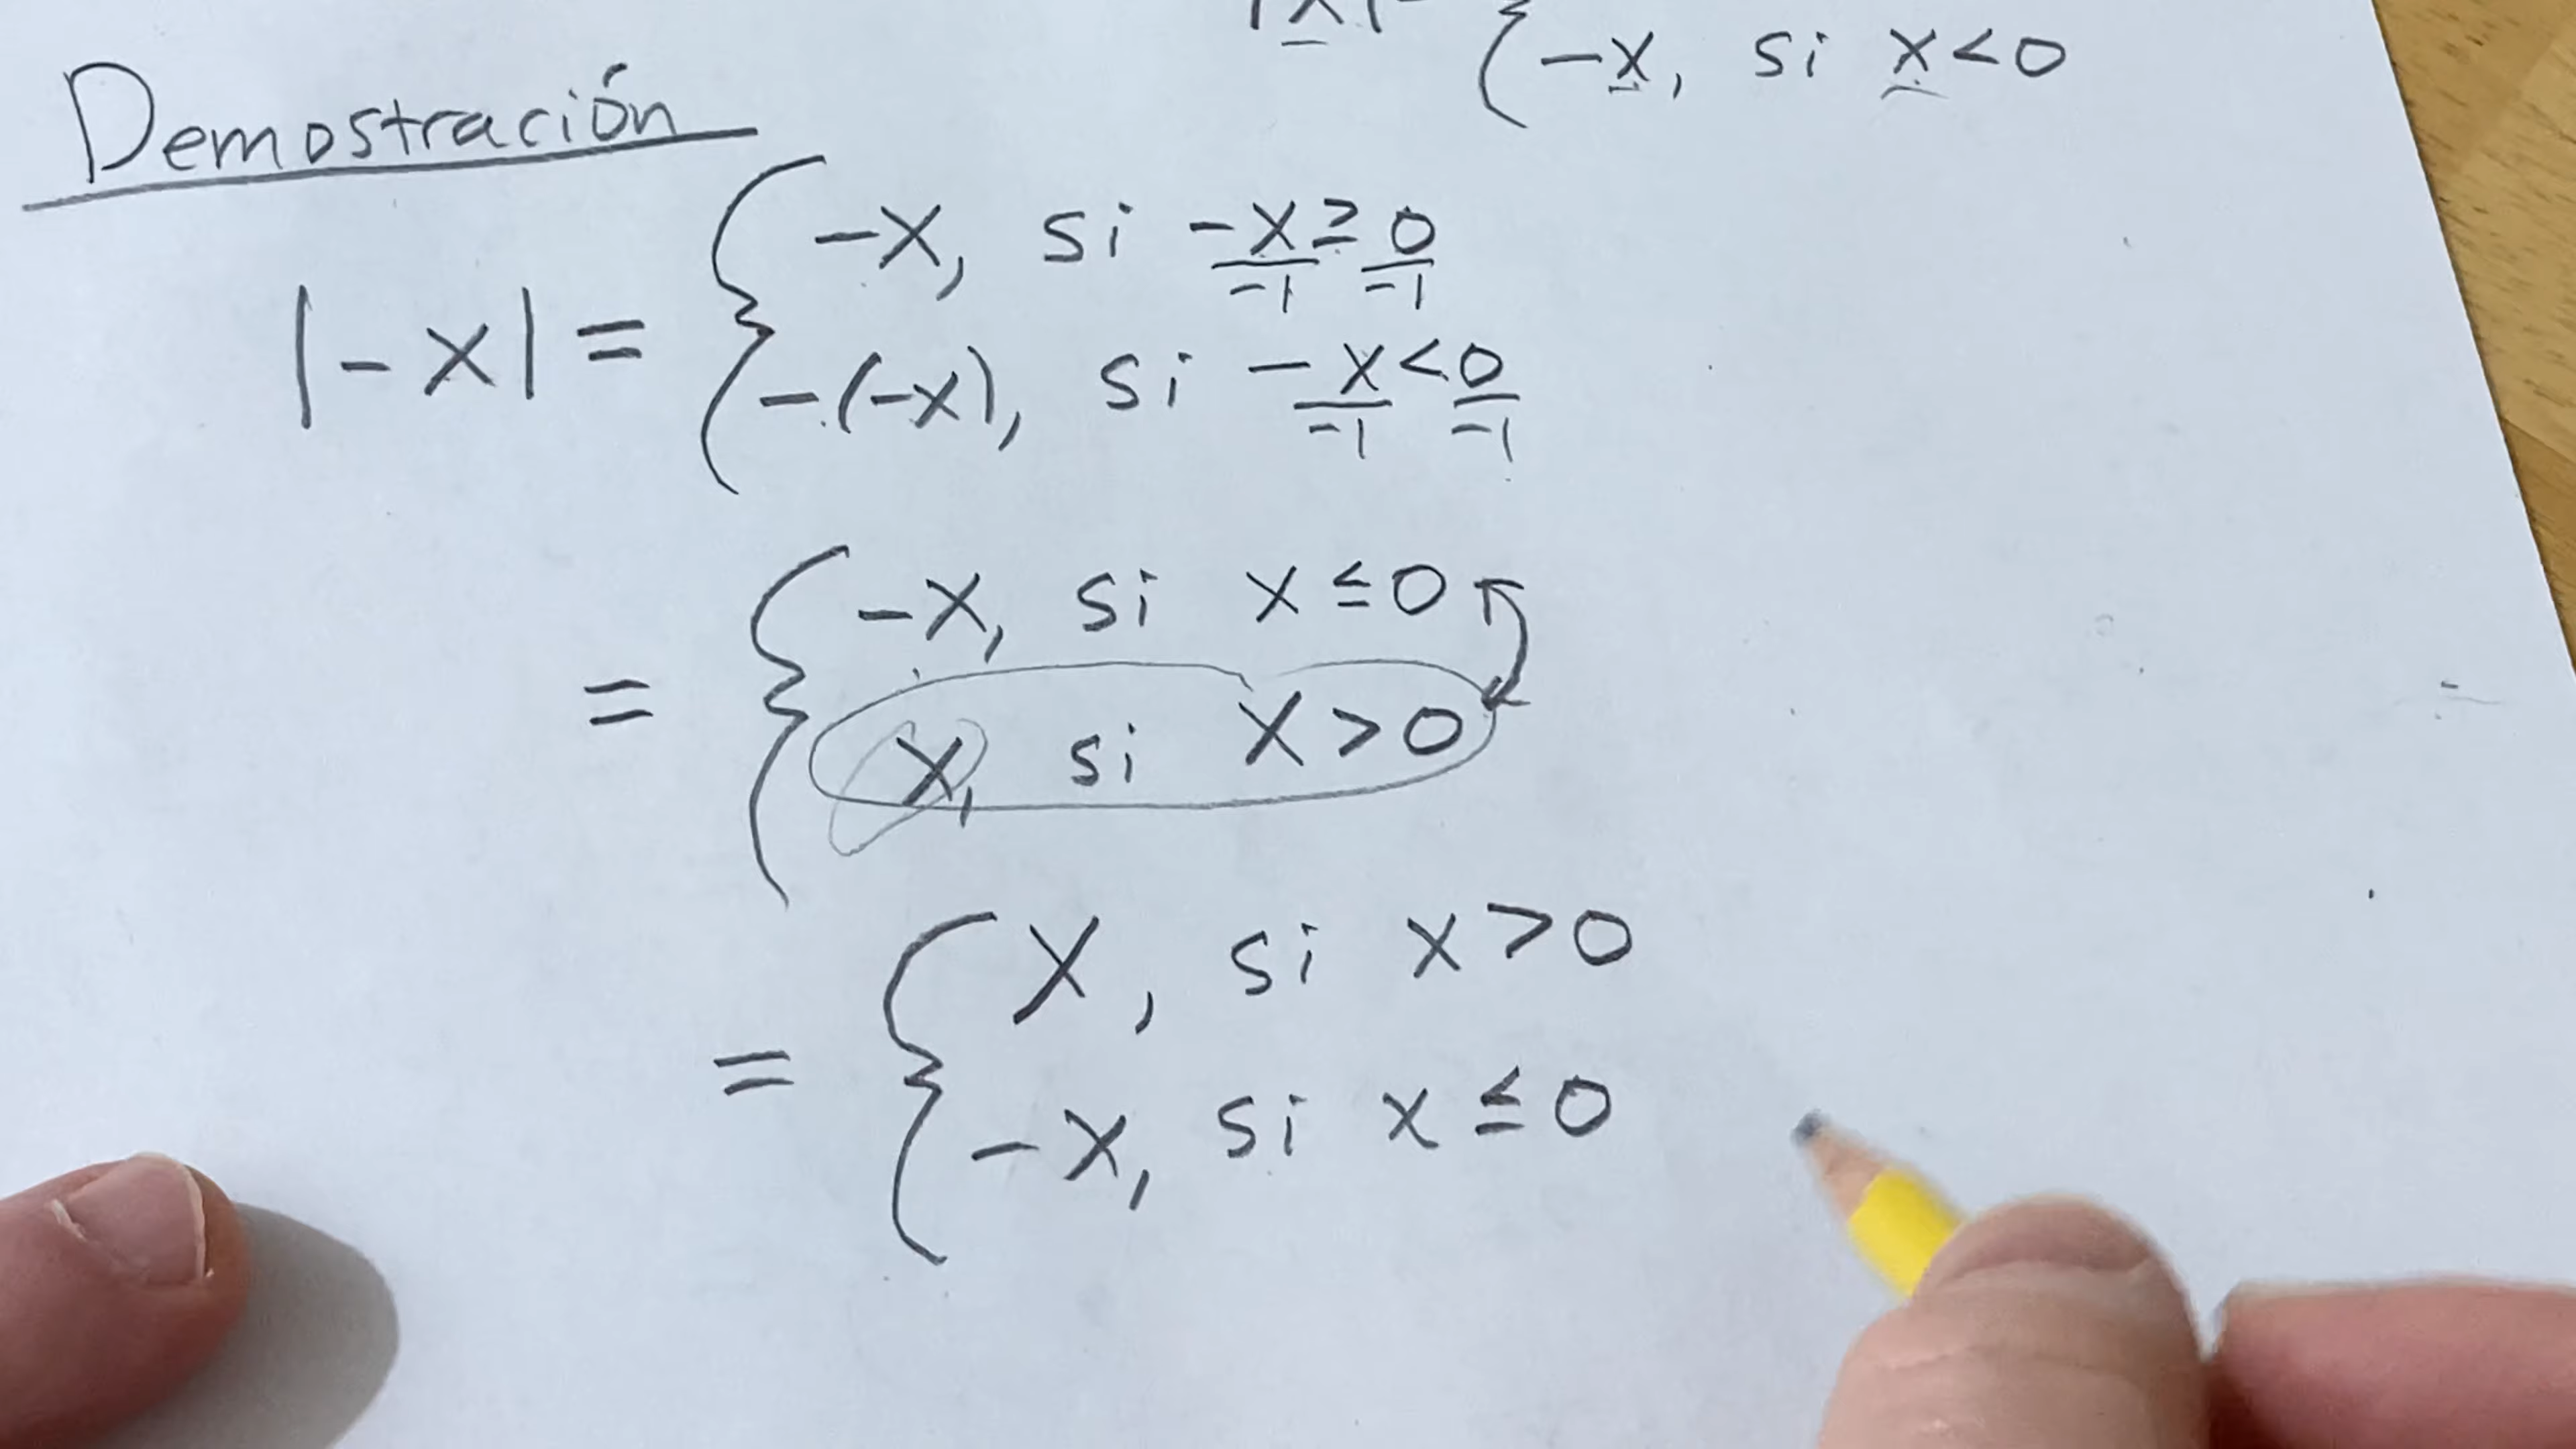 |x|
-x, si x<0
Demostración
-x, si -x≥0
-1 -1
|-x| =
-(-x), si -x<0
-1 -1
-x, si x≤0
=
x, si x>0
x, si x>0
=
-x, si x≤0